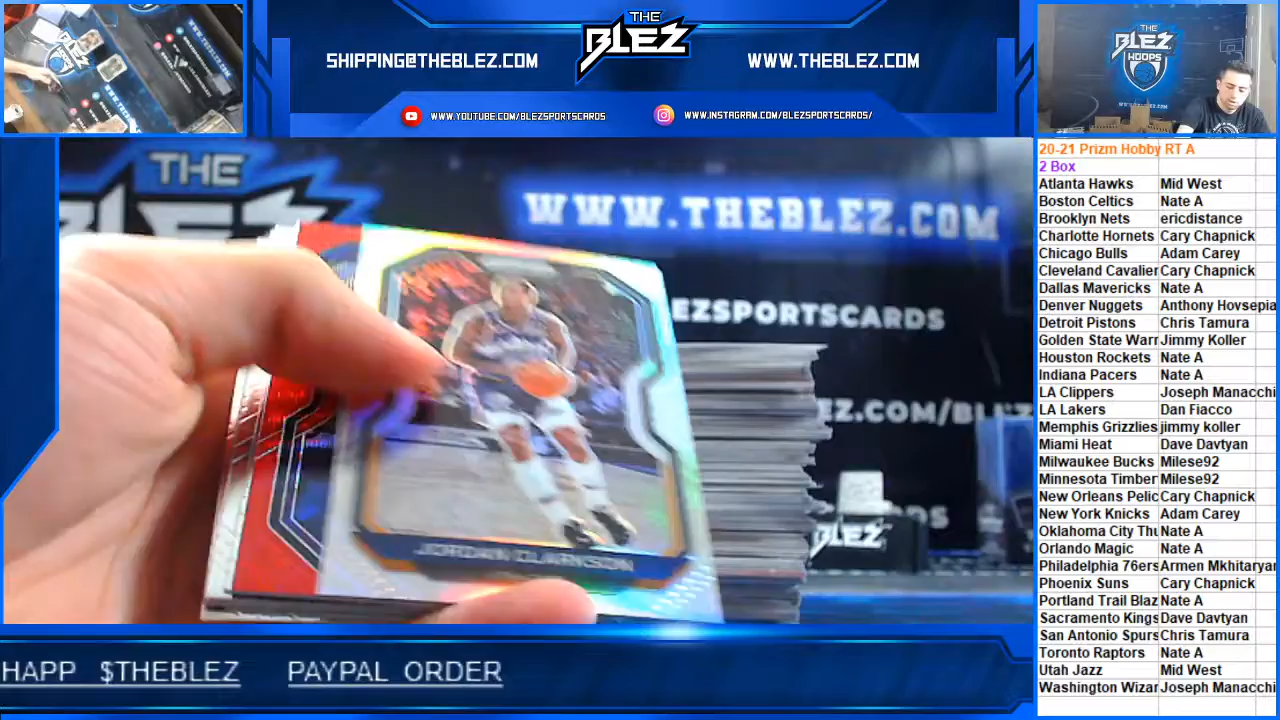 THE
BLEZ
SHIPPING@THEBLEZ.COM
WWW.THEBLEZ.COM
WWW.YOUTUBE.COM/BLEZSPORTSCARDS
WWW.INSTAGRAM.COM/BLEZSPORTSCARDS/
THE
BLEZ
HOOPS
THE
BLEZ
WWW.THEBLEZ.COM
EZSPORTSCARDS
EZ.COM/BLEZ
BLEZ
JORDAN CLARKSON
20-21 Prizm Hobby RT A
2 Box
Atlanta Hawks Mid West
Boston Celtics Nate A
Brooklyn Nets ericdistance
Charlotte Hornets Cary Chapnick
Chicago Bulls Adam Carey
Cleveland Cavalier Cary Chapnick
Dallas Mavericks Nate A
Denver Nuggets Anthony Hovsepia
Detroit Pistons Chris Tamura
Golden State Warr Jimmy Koller
Houston Rockets Nate A
Indiana Pacers Nate A
LA Clippers Joseph Manacchi
LA Lakers Dan Fiacco
Memphis Grizzlies jimmy koller
Miami Heat Dave Davtyan
Milwaukee Bucks Milese92
Minnesota Timber Milese92
New Orleans Pelic Cary Chapnick
New York Knicks Adam Carey
Oklahoma City Thu Nate A
Orlando Magic Nate A
Philadelphia 76ers Armen Mkhitaryan
Phoenix Suns Cary Chapnick
Portland Trail Blaz Nate A
Sacramento Kings Dave Davtyan
San Antonio Spurs Chris Tamura
Toronto Raptors Nate A
Utah Jazz Mid West
Washington Wizar Joseph Manacchi
HAPP $THEBLEZ PAYPAL ORDER